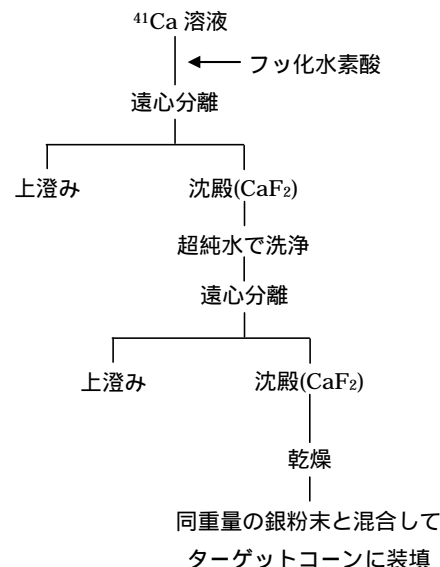 ⁴¹Ca 溶液
フッ化水素酸
遠心分離
上澄み
沈殿(CaF₂)
超純水で洗浄
遠心分離
上澄み
沈殿(CaF₂)
乾燥
同重量の銀粉末と混合して
ターゲットコーンに装填